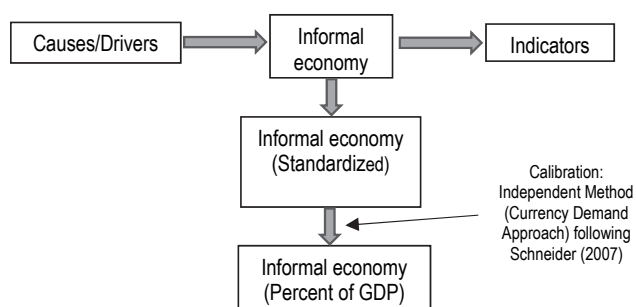 Causes/Drivers
Informal
economy
Indicators
Informal economy
(Standardized)
Calibration:
Independent Method
(Currency Demand
Approach) following
Schneider (2007)
Informal economy
(Percent of GDP)